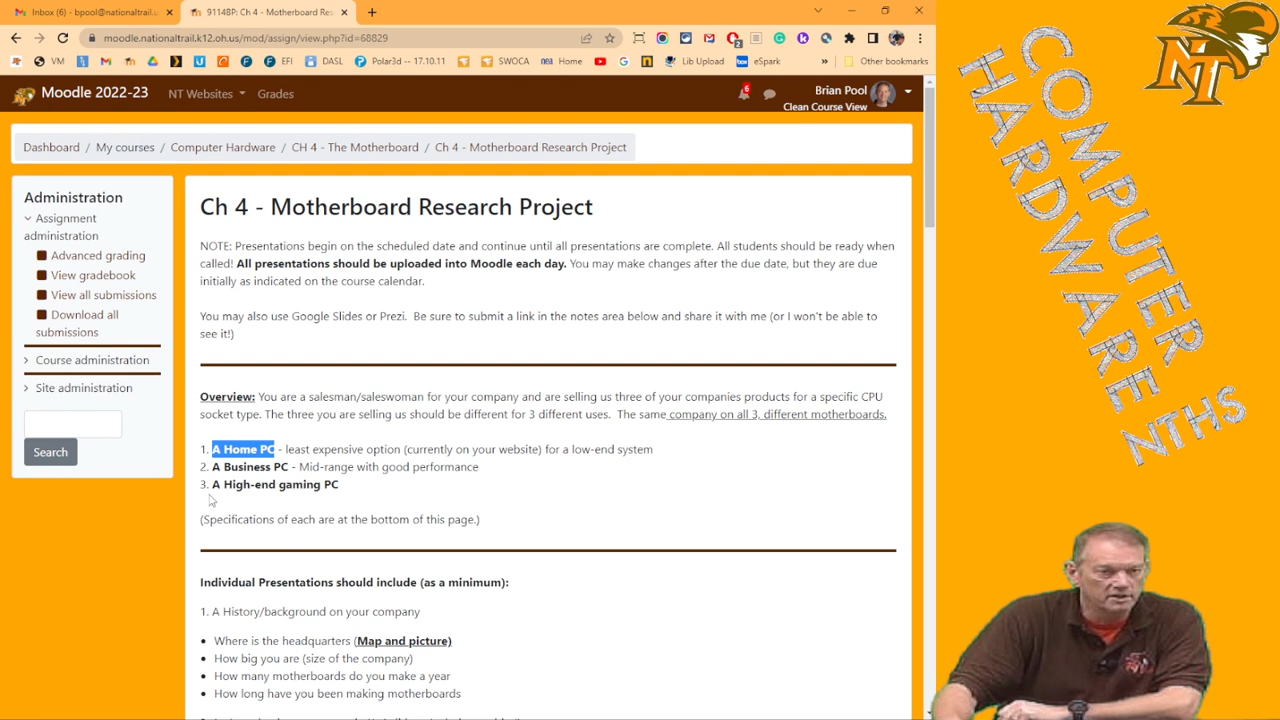 Inbox (6) - bpool@nationaltrail.u
9114BP: Ch 4 - Motherboard Res
moodle.nationaltrail.k12.oh.us/mod/assign/view.php?id=68829
VM
EFI
DASL
Polar3d -- 17.10.11
SWOCA
nea Home
Lib Upload
box eSpark
Other bookmarks
Moodle 2022-23
NT Websites
Grades
6
Brian Pool
Clean Course View
Dashboard / My courses / Computer Hardware / CH 4 - The Motherboard / Ch 4 - Motherboard Research Project
Administration
Assignment
administration
Advanced grading
View gradebook
View all submissions
Download all
submissions
Course administration
Site administration
Search
Ch 4 - Motherboard Research Project
NOTE: Presentations begin on the scheduled date and continue until all presentations are complete. All students should be ready when
called! All presentations should be uploaded into Moodle each day. You may make changes after the due date, but they are due
initially as indicated on the course calendar.
You may also use Google Slides or Prezi. Be sure to submit a link in the notes area below and share it with me (or I won't be able to
see it!)
Overview: You are a salesman/saleswoman for your company and are selling us three of your companies products for a specific CPU
socket type. The three you are selling us should be different for 3 different uses. The same company on all 3, different motherboards.
1. A Home PC - least expensive option (currently on your website) for a low-end system
2. A Business PC - Mid-range with good performance
3. A High-end gaming PC
(Specifications of each are at the bottom of this page.)
Individual Presentations should include (as a minimum):
1. A History/background on your company
• Where is the headquarters (Map and picture)
• How big you are (size of the company)
• How many motherboards do you make a year
• How long have you been making motherboards
NT
COMPUTER
HARDWARE
NTHS